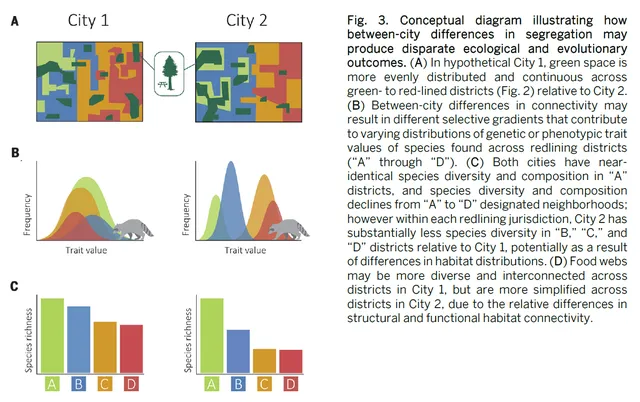 A
City 1
City 2
B
Frequency
Trait value
Frequency
Trait value
C
Species richness
A B C D
Species richness
A B C D
Fig. 3. Conceptual diagram illustrating how
between-city differences in segregation may
produce disparate ecological and evolutionary
outcomes. (A) In hypothetical City 1, green space is
more evenly distributed and continuous across
green- to red-lined districts (Fig. 2) relative to City 2.
(B) Between-city differences in connectivity may
result in different selective gradients that contribute
to varying distributions of genetic or phenotypic trait
values of species found across redlining districts
(“A” through “D”). (C) Both cities have near-
identical species diversity and composition in “A”
districts, and species diversity and composition
declines from “A” to “D” designated neighborhoods;
however within each redlining jurisdiction, City 2 has
substantially less species diversity in “B,” “C,” and
“D” districts relative to City 1, potentially as a result
of differences in habitat distributions. (D) Food webs
may be more diverse and interconnected across
districts in City 1, but are more simplified across
districts in City 2, due to the relative differences in
structural and functional habitat connectivity.